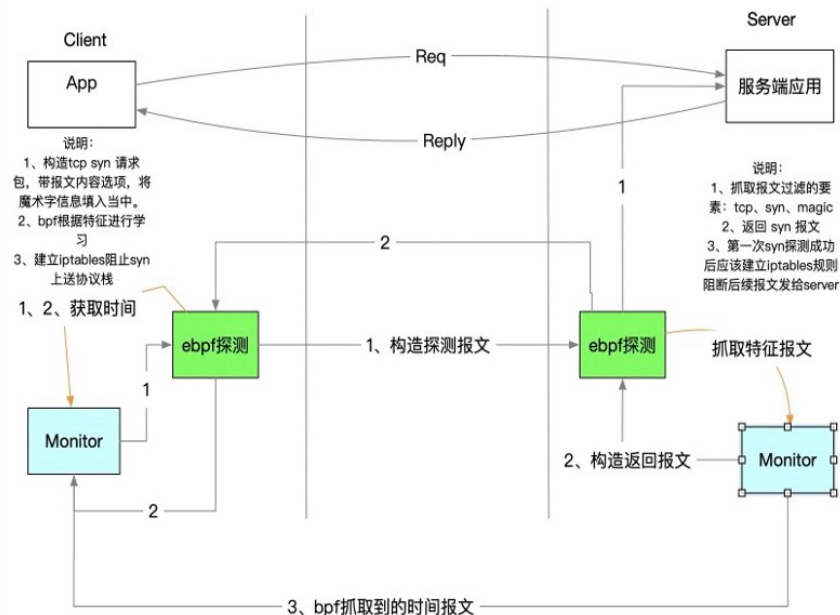 Client
Server
App
Req
服务端应用
Reply
说明：
1、构造tcp syn 请求
包，带报文内容选项，将
魔术字信息填入当中。
2、bpf根据特征进行学
习
3、建立iptables阻止syn
上送协议栈
1
说明：
1、抓取报文过滤的要
素：tcp、syn、magic
2、返回 syn 报文
3、第一次syn探测成功
后应该建立iptables规则
阻断后续报文发给server
2
1、2、获取时间
ebpf探测
1、构造探测报文
ebpf探测
抓取特征报文
1
Monitor
2、构造返回报文
Monitor
2
3、bpf抓取到的时间报文